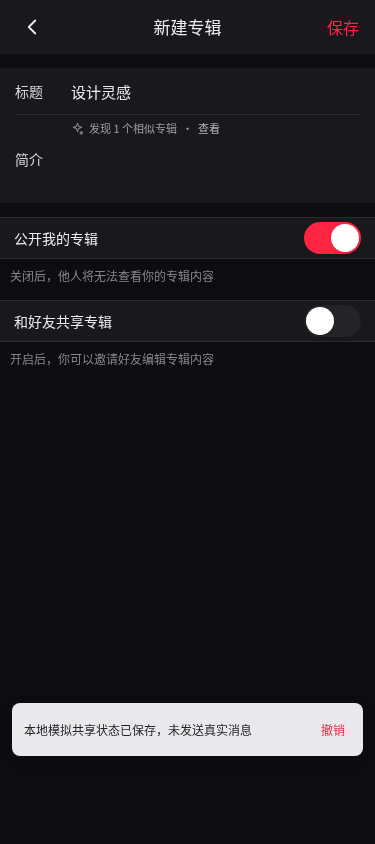 新建专辑
保存
标题
设计灵感
发现 1 个相似专辑 · 查看
简介
公开我的专辑
关闭后，他人将无法查看你的专辑内容
和好友共享专辑
开启后，你可以邀请好友编辑专辑内容
本地模拟共享状态已保存，未发送真实消息
撤销